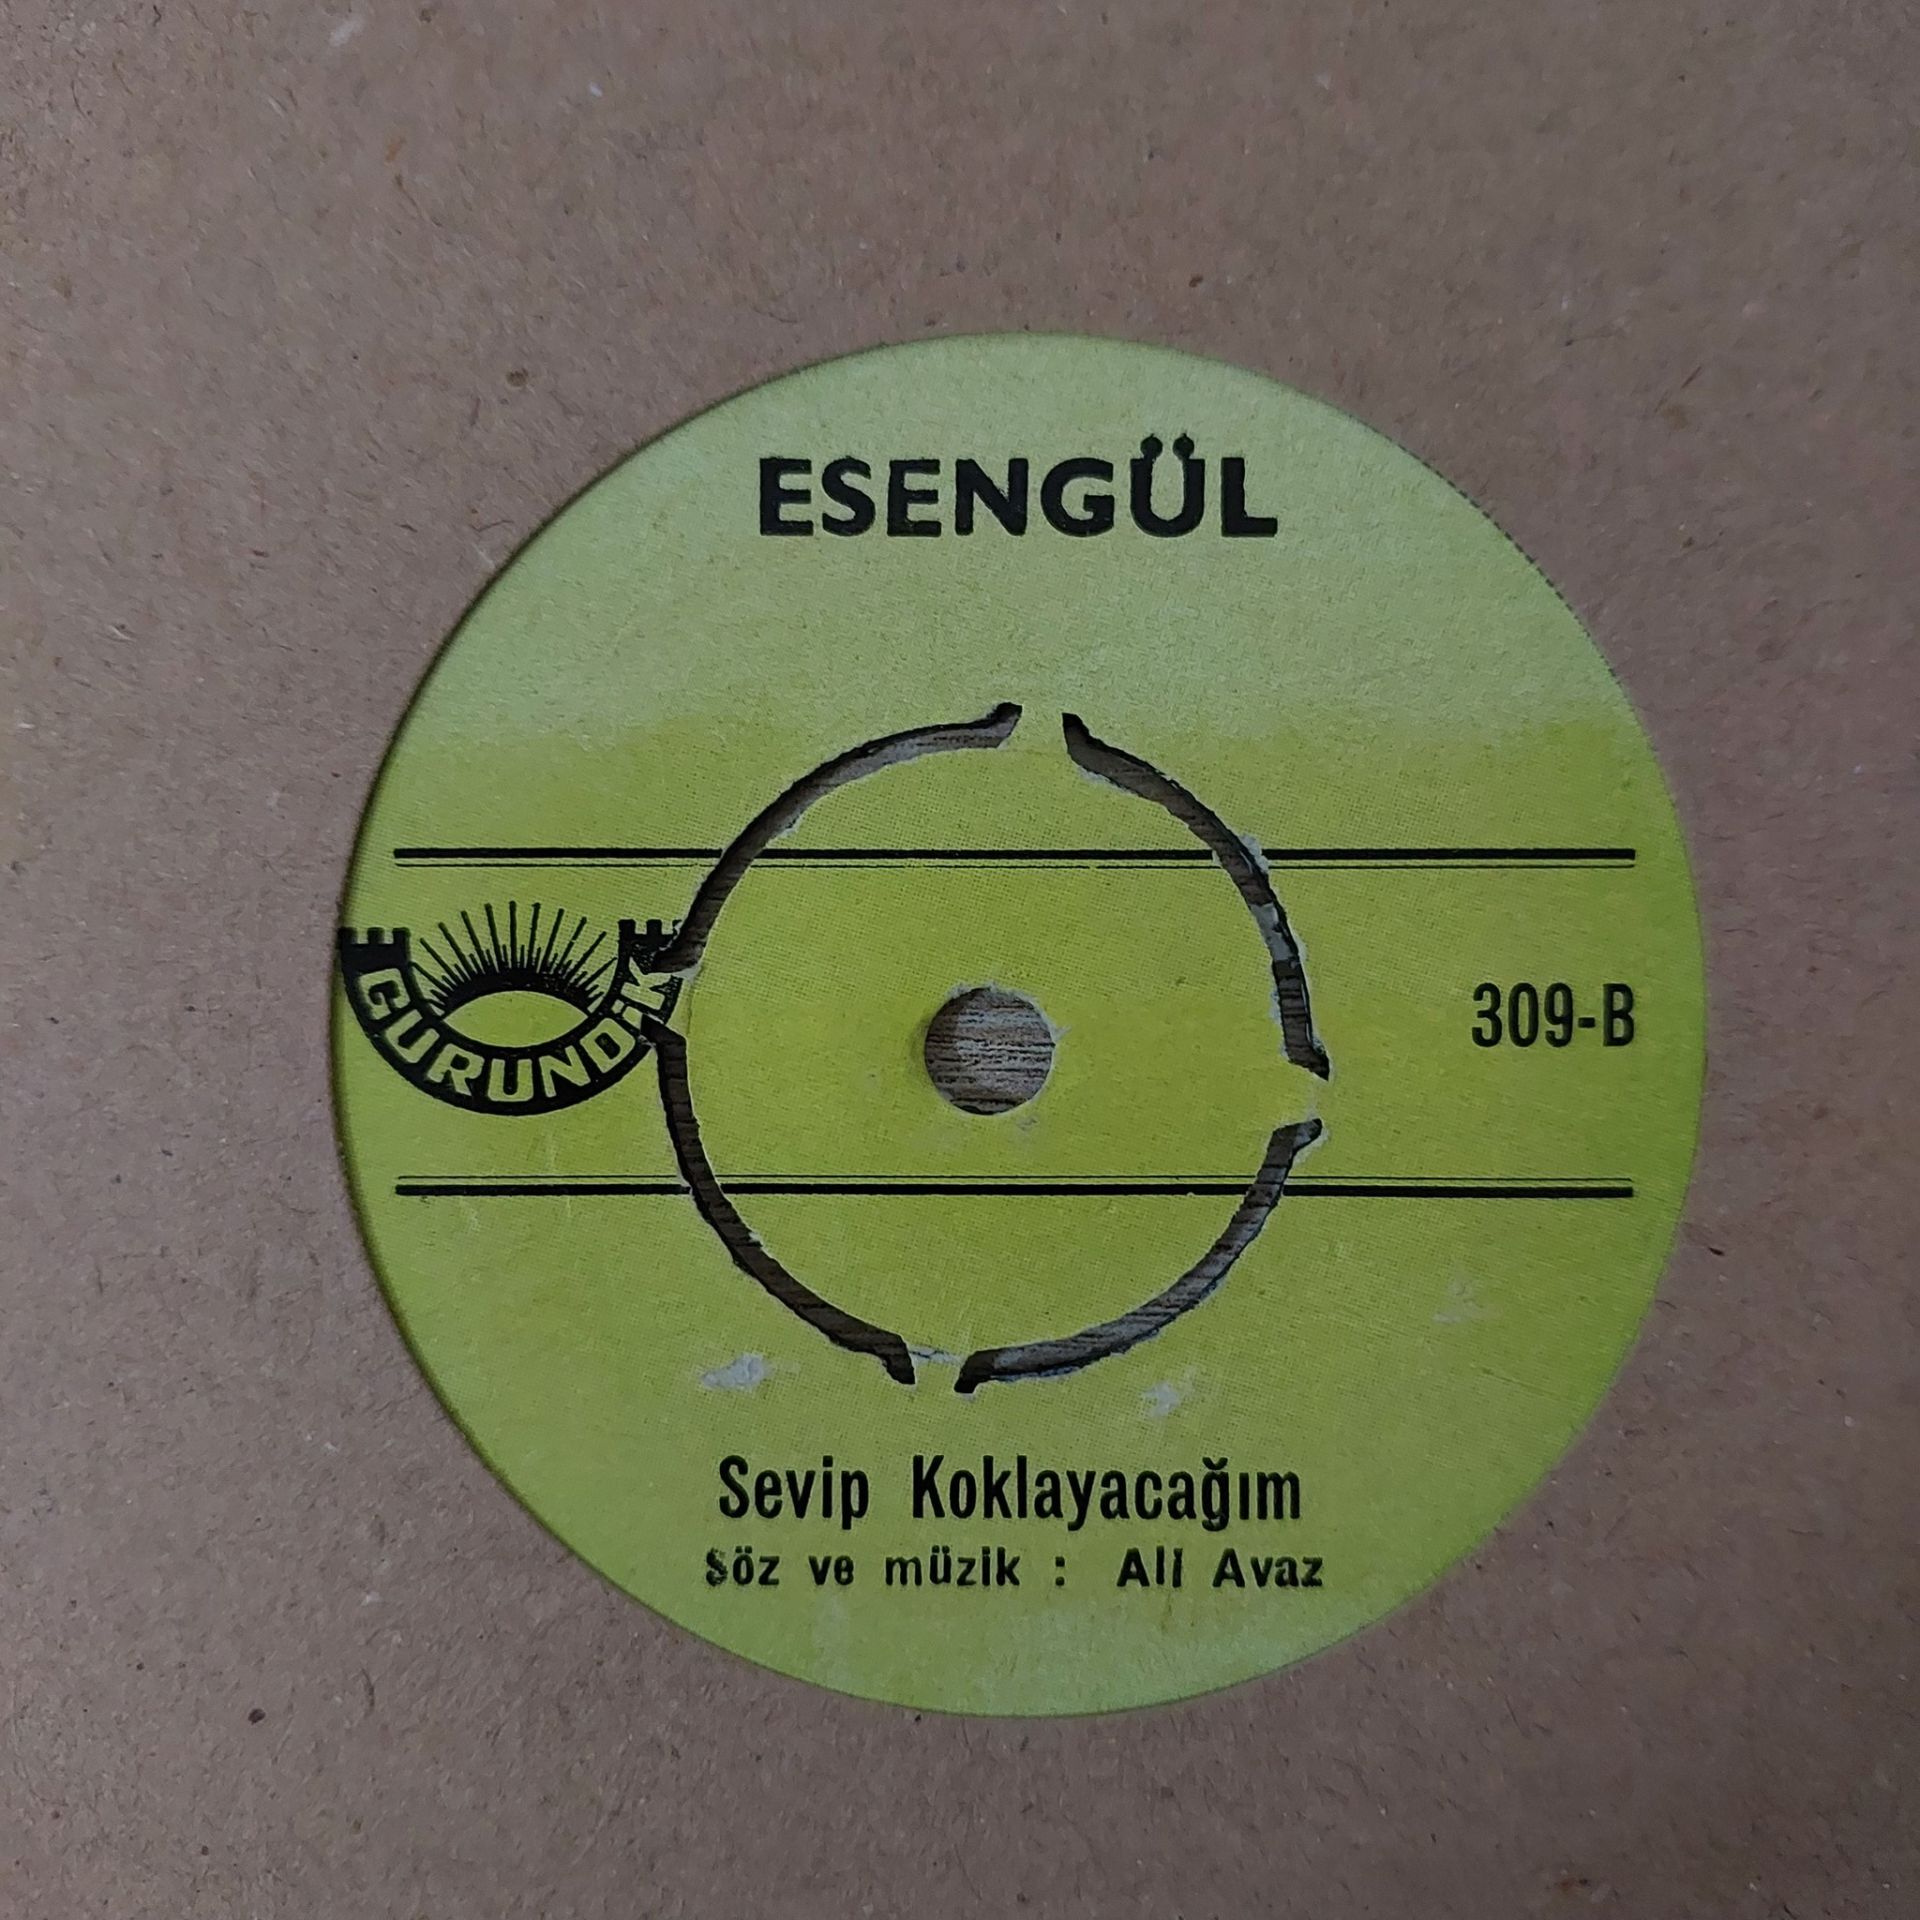 ESENGÜL
GURUNDİK
309-B
Sevip Koklayacağım
Söz ve müzik : Ali Avaz